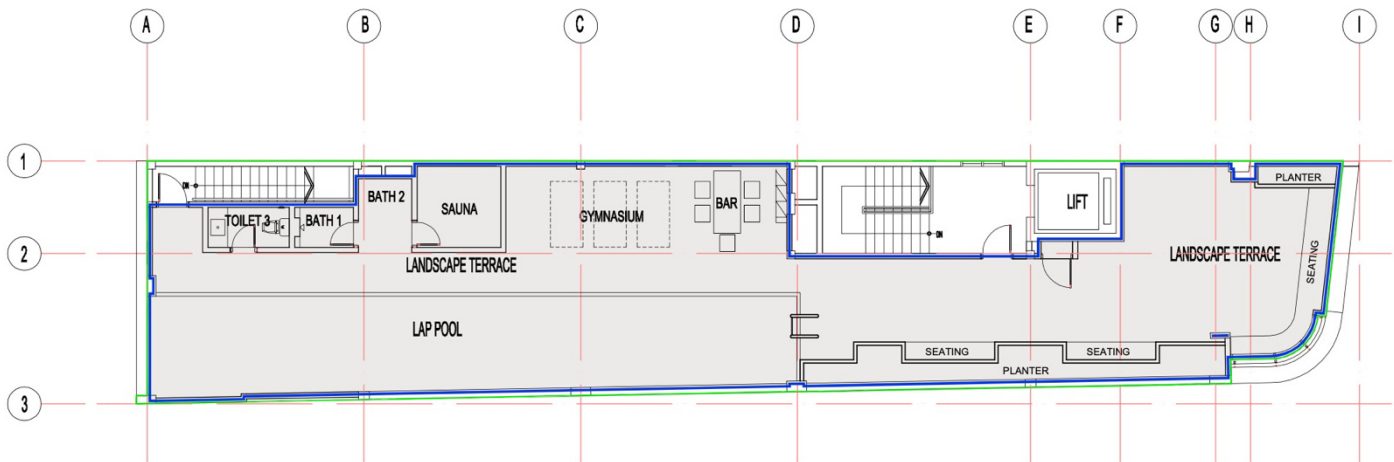 A B C D E F G H I
1
PLANTER
BATH 2
SAUNA
LIFT
TOILET 3 BATH 1
GYMNASIUM
BAR
DN
DN
2
LANDSCAPE TERRACE
LANDSCAPE TERRACE
SEATING
LAP POOL
SEATING SEATING
PLANTER
3